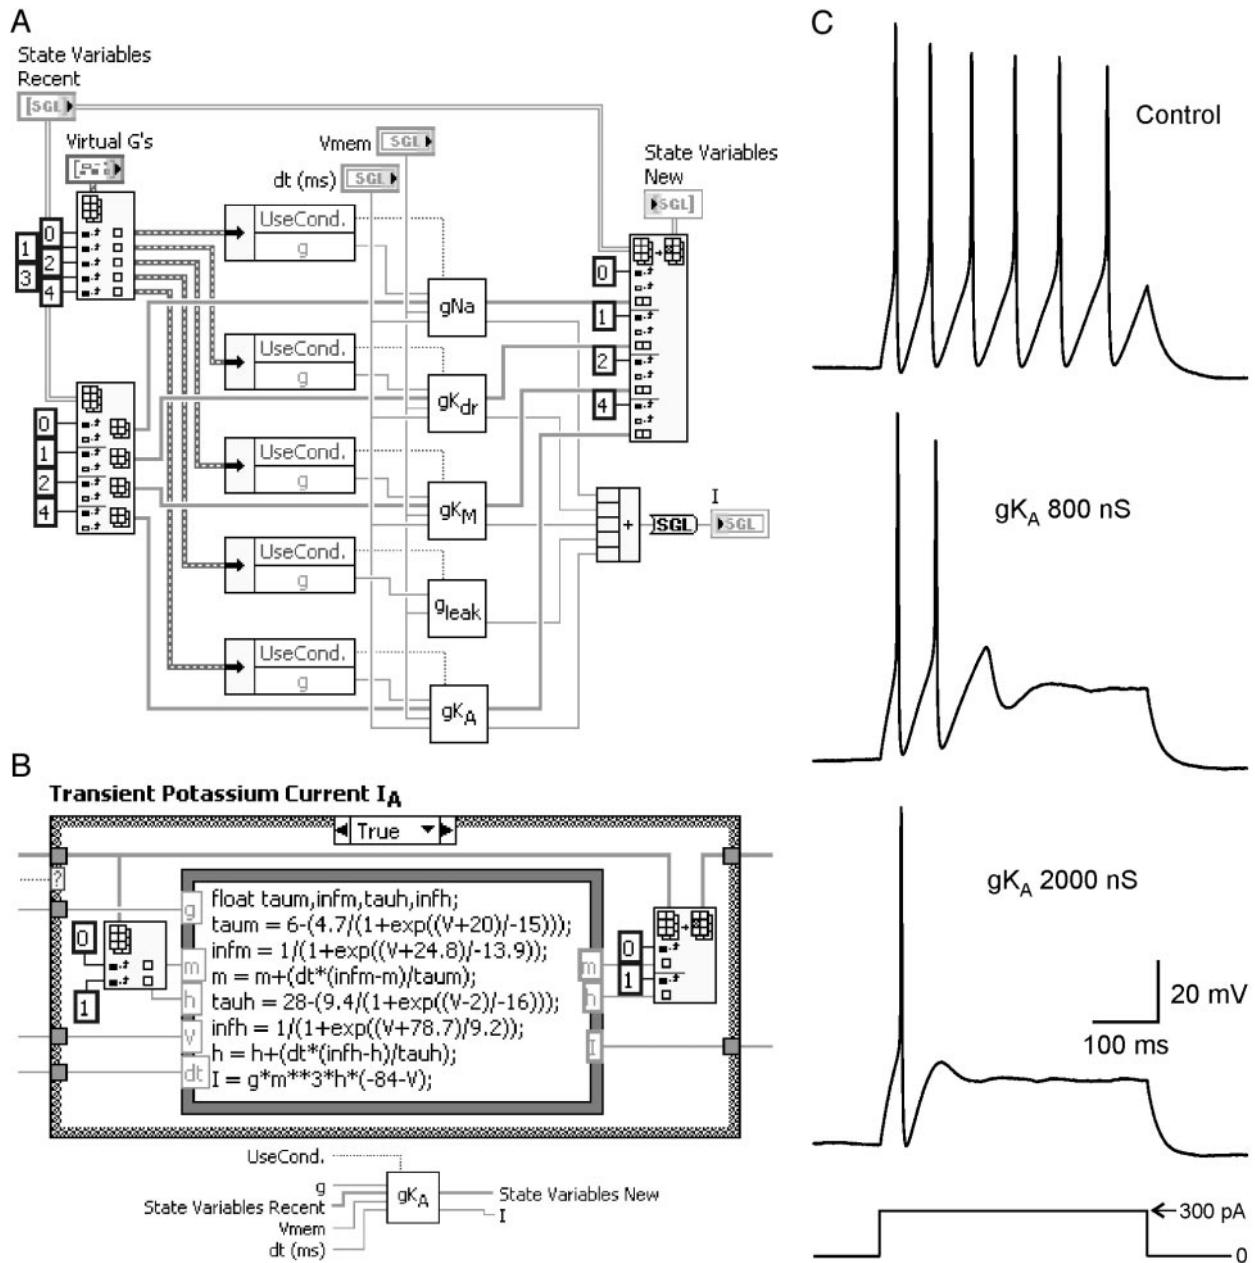 A
State Variables
Recent
[SGL]
Virtual G's
Vmem
SGL
dt (ms)
SGL
State Variables
New
SGL]
0
1
2
3
4
UseCond.
g
gNa
UseCond.
g
gKdr
UseCond.
g
gKM
UseCond.
g
gleak
UseCond.
g
gKA
0
1
2
4
0
1
2
4
+
SGL
I
SGL
B
Transient Potassium Current IA
True
?
g
m
h
V
dt
0
1
float taum,infm,tauh,infh;
taum = 6-(4.7/(1+exp((V+20)/-15)));
infm = 1/(1+exp((V+24.8)/-13.9));
m = m+(dt*(infm-m)/taum);
tauh = 28-(9.4/(1+exp((V-2)/-16)));
infh = 1/(1+exp((V+78.7)/9.2));
h = h+(dt*(infh-h)/tauh);
I = g*m**3*h*(-84-V);
m
h
I
0
1
UseCond.
g
State Variables Recent
Vmem
dt (ms)
gKA
State Variables New
I
C
Control
gKA 800 nS
gKA 2000 nS
20 mV
100 ms
300 pA
0